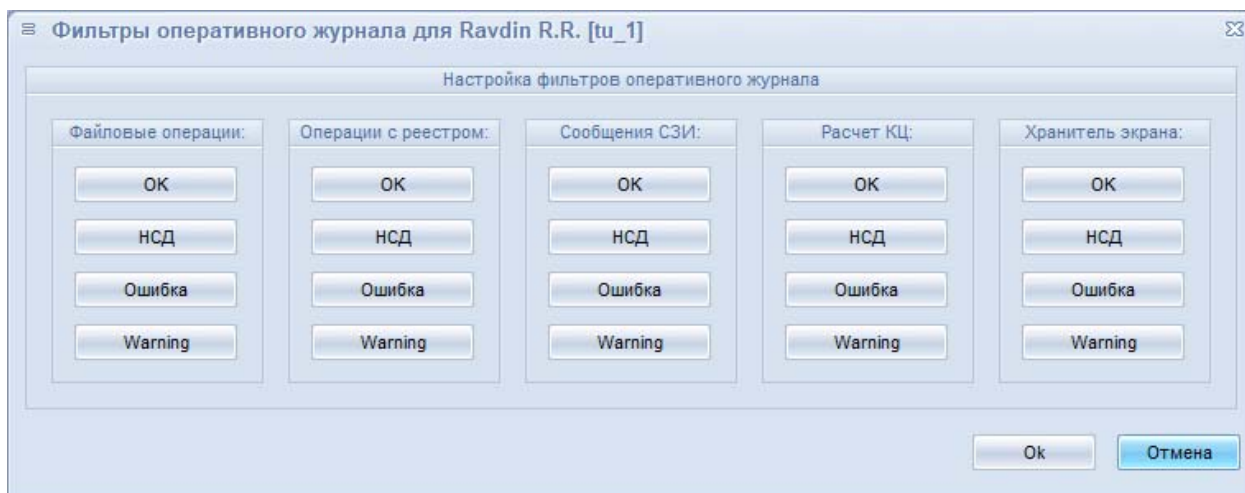 Фильтры оперативного журнала для Ravdin R.R. [tu_1]
Настройка фильтров оперативного журнала
Файловые операции: Операции с реестром: Сообщения СЗИ: Расчет КЦ: Хранитель экрана:
OK OK OK OK OK
НСД НСД НСД НСД НСД
Ошибка Ошибка Ошибка Ошибка Ошибка
Warning Warning Warning Warning Warning
Ok Отмена